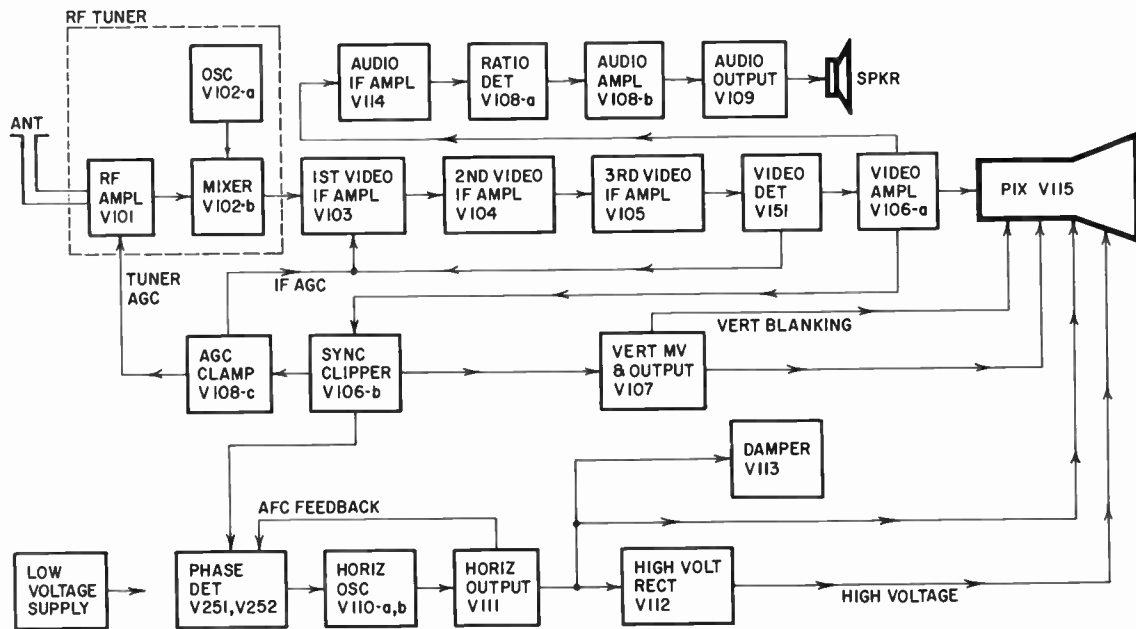 RF TUNER
OSC
V102-a
AUDIO
IF AMPL
V114
RATIO
DET
V108-a
AUDIO
AMPL
V108-b
AUDIO
OUTPUT
V109
SPKR
ANT
RF
AMPL
V101
MIXER
V102-b
1ST VIDEO
IF AMPL
V103
2ND VIDEO
IF AMPL
V104
3RD VIDEO
IF AMPL
V105
VIDEO
DET
V151
VIDEO
AMPL
V106-a
PIX V115
TUNER
AGC
IF AGC
VERT BLANKING
AGC
CLAMP
V108-c
SYNC
CLIPPER
V106-b
VERT MV
& OUTPUT
V107
DAMPER
V113
AFC FEEDBACK
LOW
VOLTAGE
SUPPLY
PHASE
DET
V251,V252
HORIZ
OSC
V110-a,b
HORIZ
OUTPUT
V111
HIGH VOLT
RECT
V112
HIGH VOLTAGE